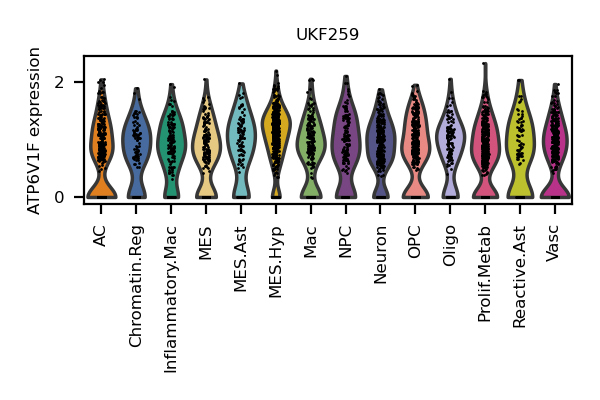 UKF259
ATP6V1F expression
2
0
AC
Chromatin.Reg
Inflammatory.Mac
MES
MES.Ast
MES.Hyp
Mac
NPC
Neuron
OPC
Oligo
Prolif.Metab
Reactive.Ast
Vasc